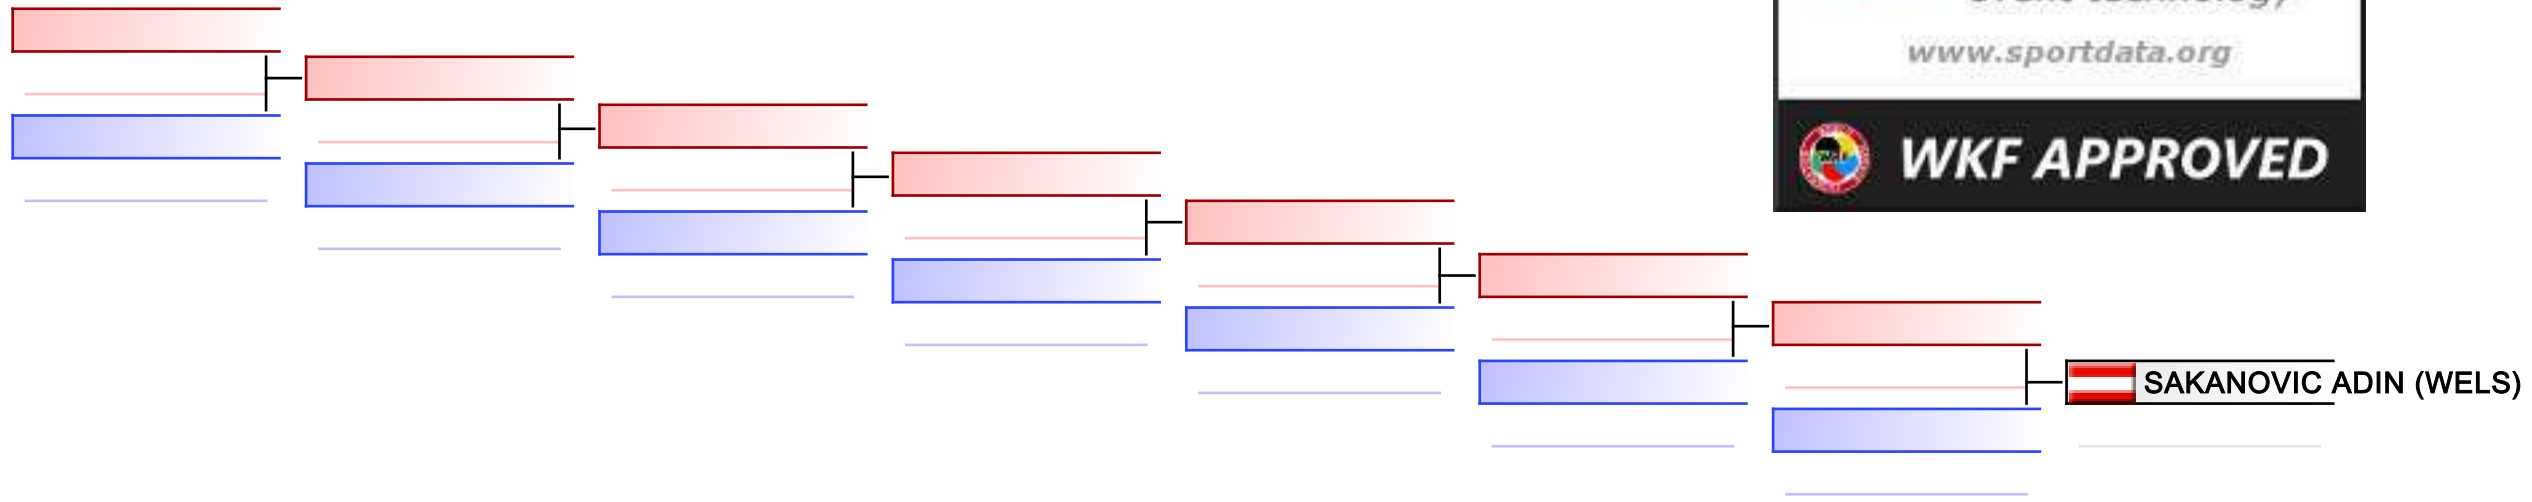 www.sportdata.org
WKF APPROVED
SAKANOVIC ADIN (WELS)